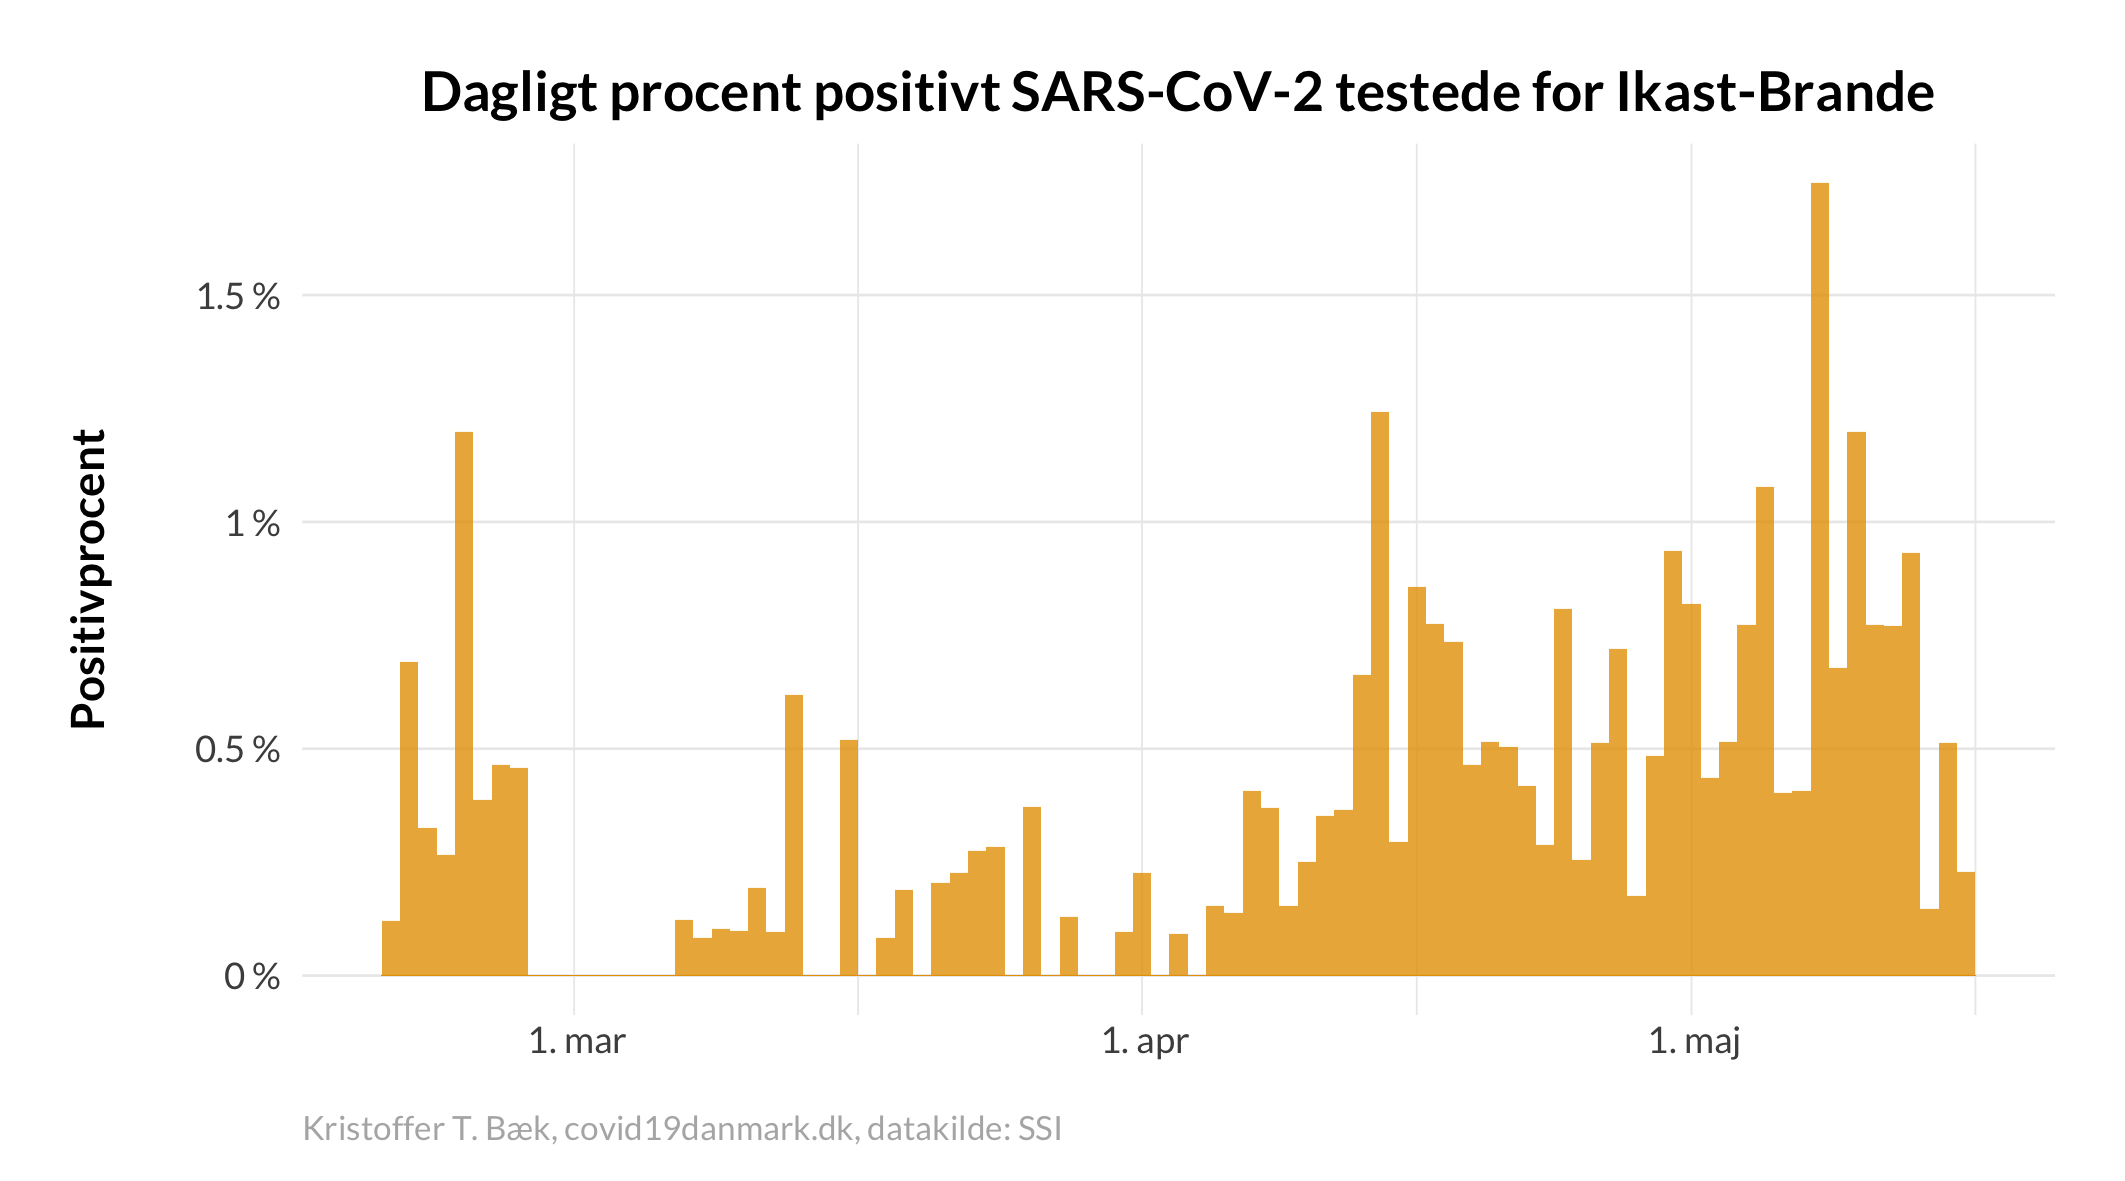 Dagligt procent positivt SARS-CoV-2 testede for Ikast-Brande
Positivprocent
1.5 %
1 %
0.5 %
0 %
1. mar
1. apr
1. maj
Kristoffer T. Bæk, covid19danmark.dk, datakilde: SSI